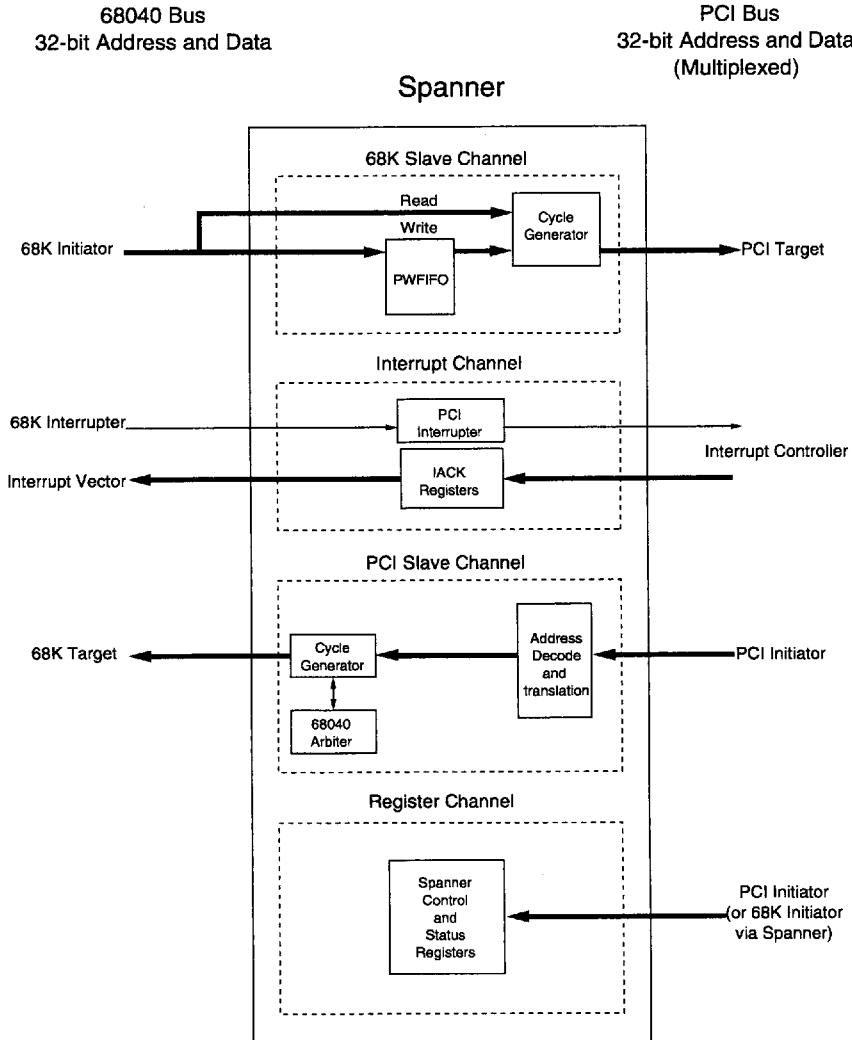 68040 Bus
32-bit Address and Data
PCI Bus
32-bit Address and Data
(Multiplexed)
Spanner
68K Slave Channel
Read
Write
Cycle
Generator
68K Initiator
PCI Target
PWFIFO
Interrupt Channel
68K Interrupter
PCI
Interrupter
Interrupt Controller
Interrupt Vector
IACK
Registers
PCI Slave Channel
68K Target
Cycle
Generator
Address
Decode
and
translation
PCI Initiator
68040
Arbiter
Register Channel
Spanner
Control
and
Status
Registers
PCI Initiator
(or 68K Initiator
via Spanner)